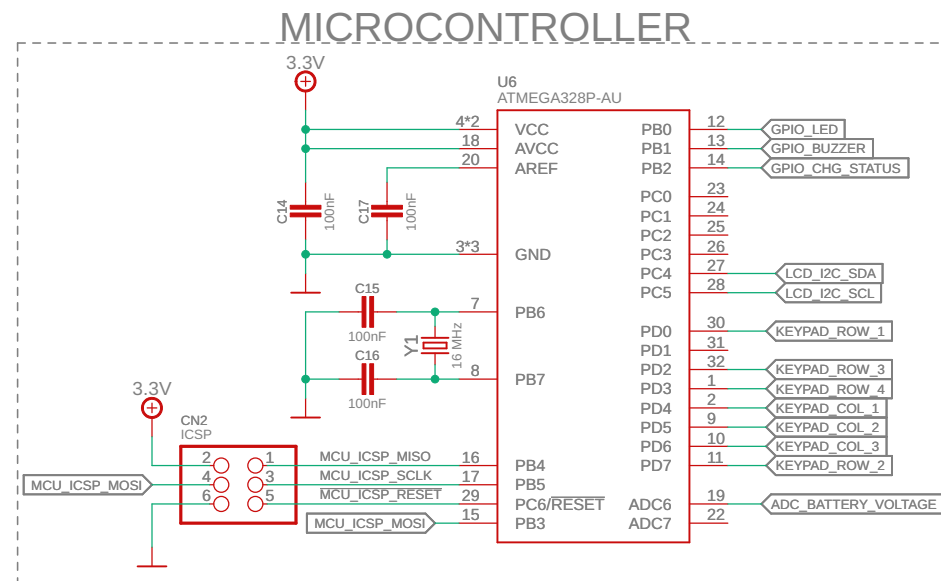 MICROCONTROLLER
3.3V
U6
ATMEGA328P-AU
4*2 VCC PB0 12 GPIO_LED
18 AVCC PB1 13 GPIO_BUZZER
20 AREF PB2 14 GPIO_CHG_STATUS
PC0 23
C14 100nF C17 100nF
PC1 24
PC2 25
3*3 GND PC3 26
PC4 27 LCD_I2C_SDA
C15 PC5 28 LCD_I2C_SCL
7 PB6
100nF Y1 16 MHz PD0 30 KEYPAD_ROW_1
C16 PD1 31
8 PB7 PD2 32 KEYPAD_ROW_3
3.3V PD3 1 KEYPAD_ROW_4
100nF PD4 2 KEYPAD_COL_1
CN2 PD5 9 KEYPAD_COL_2
ICSP PD6 10 KEYPAD_COL_3
2 1 MCU_ICSP_MISO 16 PB4 PD7 11 KEYPAD_ROW_2
MCU_ICSP_MOSI 4 3 MCU_ICSP_SCLK 17 PB5
6 5 MCU_ICSP_RESET 29 PC6/RESET ADC6 19 ADC_BATTERY_VOLTAGE
MCU_ICSP_MOSI 15 PB3 ADC7 22